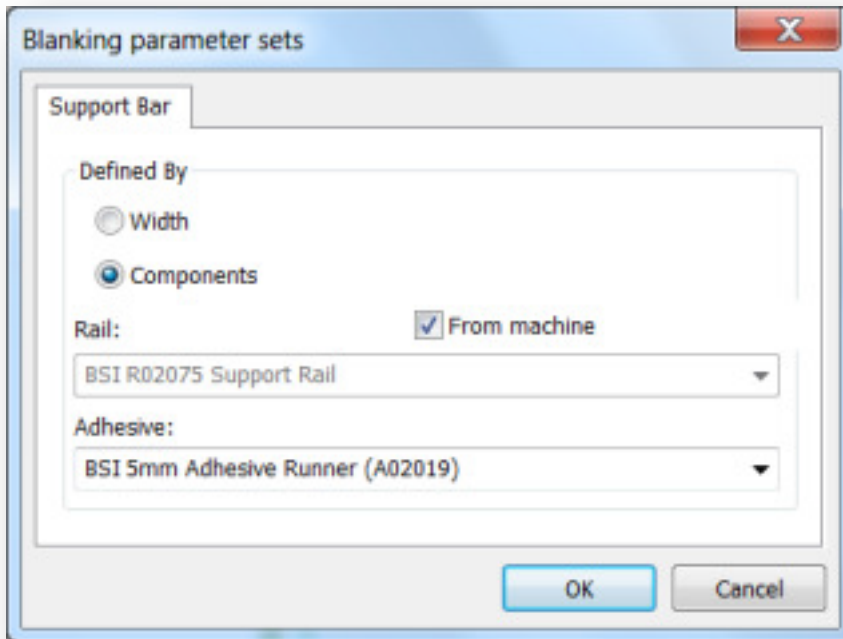 Blanking parameter sets
Support Bar
Defined By
Width
Components
Rail:
From machine
BSI R02075 Support Rail
Adhesive:
BSI 5mm Adhesive Runner (A02019)
OK
Cancel